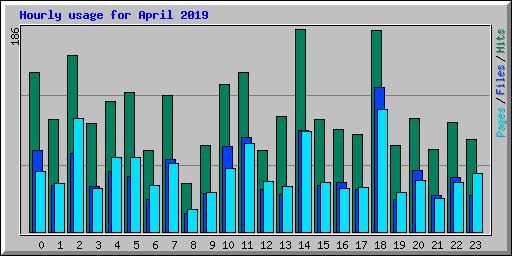 Hourly usage for April 2019
186
Pages/Files/Hits
0 1 2 3 4 5 6 7 8 9 10 11 12 13 14 15 16 17 18 19 20 21 22 23